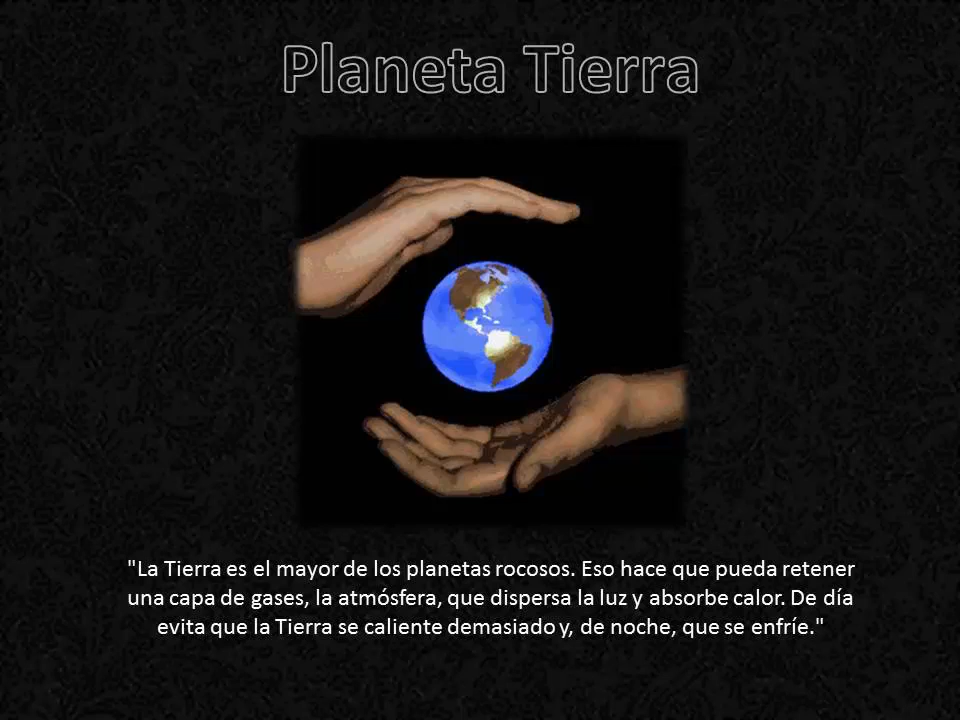 Planeta Tierra
"La Tierra es el mayor de los planetas rocosos. Eso hace que pueda retener
una capa de gases, la atmósfera, que dispersa la luz y absorbe calor. De día
evita que la Tierra se caliente demasiado y, de noche, que se enfríe."